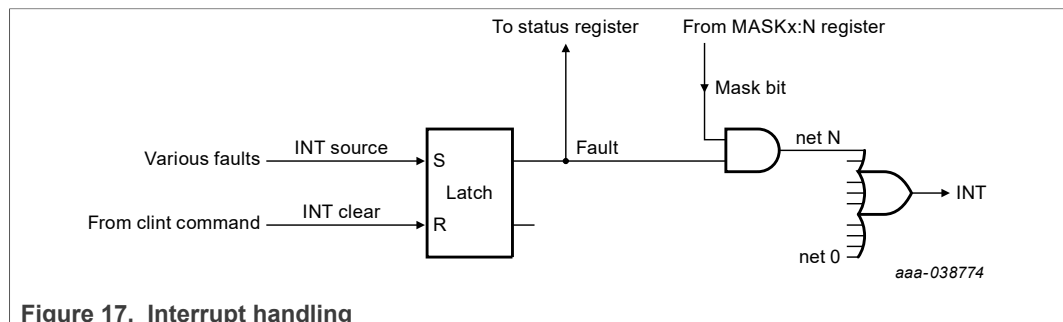 To status register
From MASKx:N register
Mask bit
net N
Various faults
INT source
S
Fault
Latch
INT
From clint command
INT clear
R
net 0
aaa-038774
Figure 17. Interrupt handling